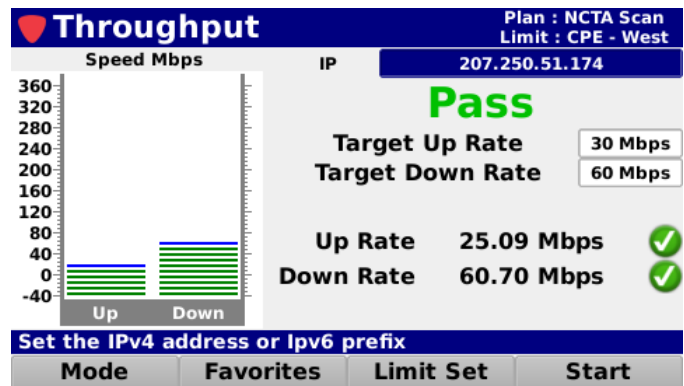 Throughput
Plan : NCTA Scan
Limit : CPE - West
Speed Mbps
IP
207.250.51.174
360
320
280
240
200
160
120
80
40
0
-40
Up
Down
Pass
Target Up Rate
30 Mbps
Target Down Rate
60 Mbps
Up Rate
25.09 Mbps
Down Rate
60.70 Mbps
Set the IPv4 address or Ipv6 prefix
Mode
Favorites
Limit Set
Start